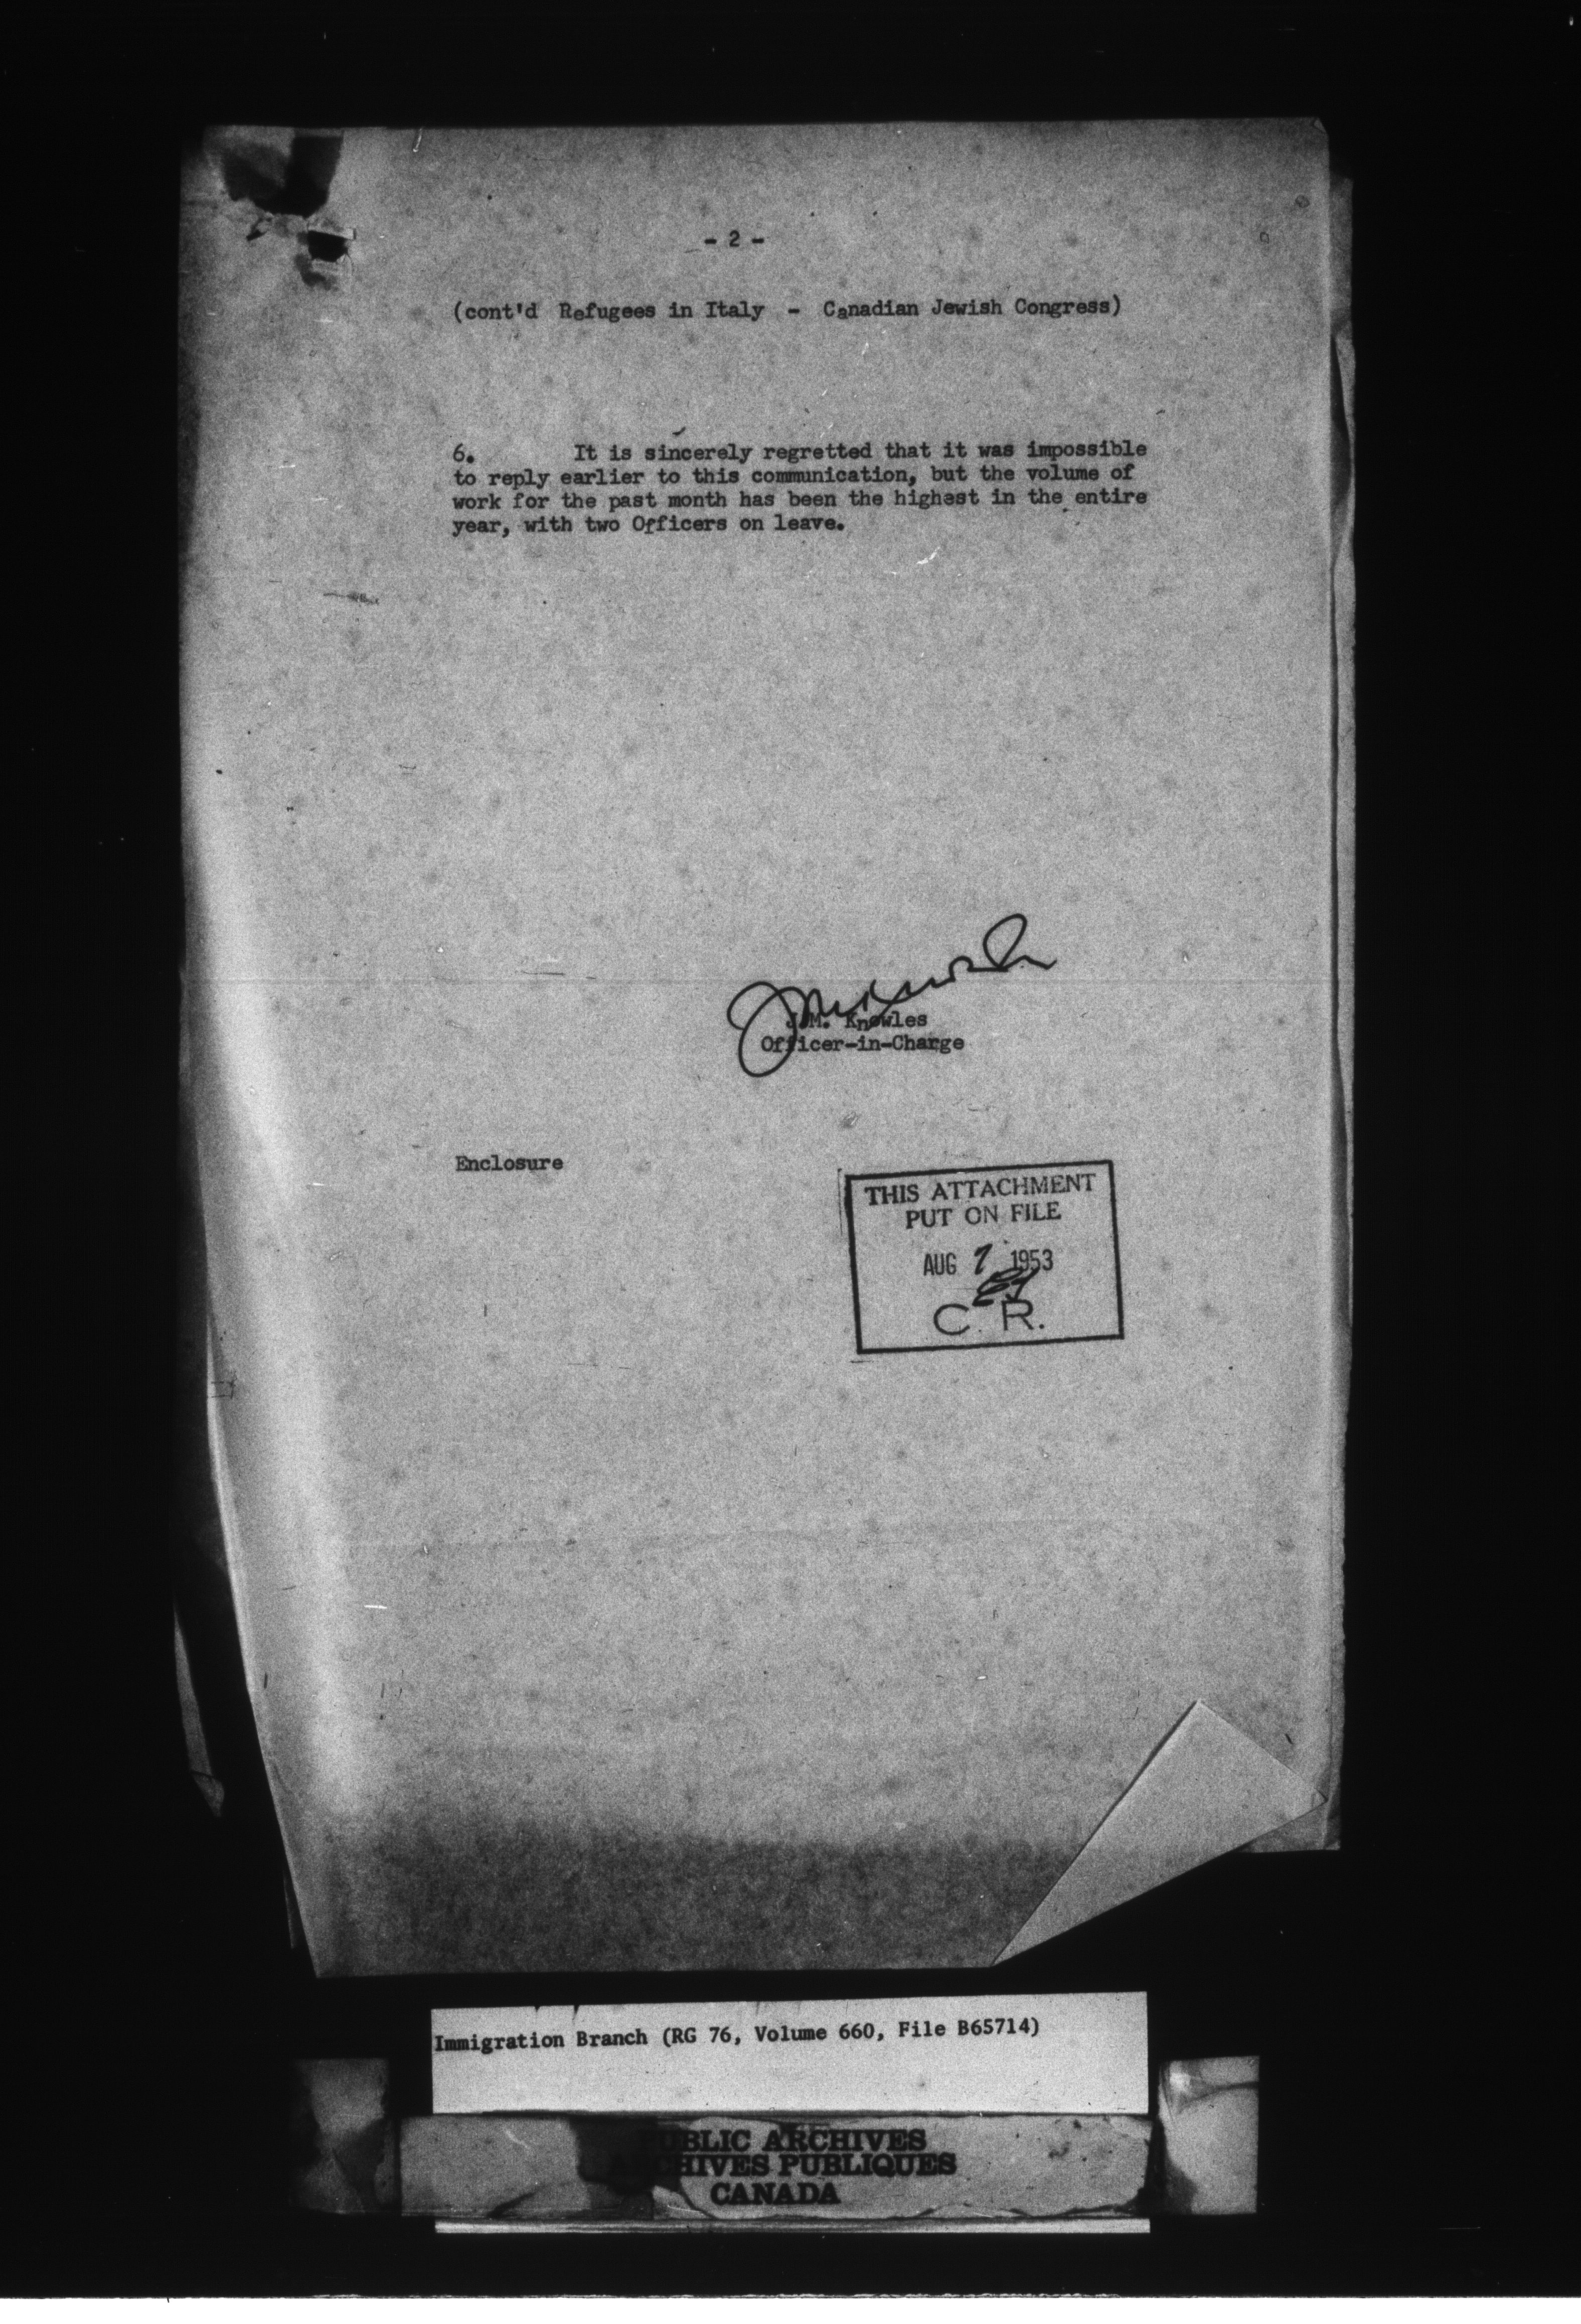 - 2 -
(cont'd Refugees in Italy - Canadian Jewish Congress)
6. It is sincerely regretted that it was impossible
to reply earlier to this communication, but the volume of
work for the past month has been the highest in the entire
year, with two Officers on leave.
J.M. Knowles
Officer-in-Charge
Enclosure
THIS ATTACHMENT
PUT ON FILE
AUG 7 1953
C. R.
Immigration Branch (RG 76, Volume 660, File B65714)
PUBLIC ARCHIVES
ARCHIVES PUBLIQUES
CANADA